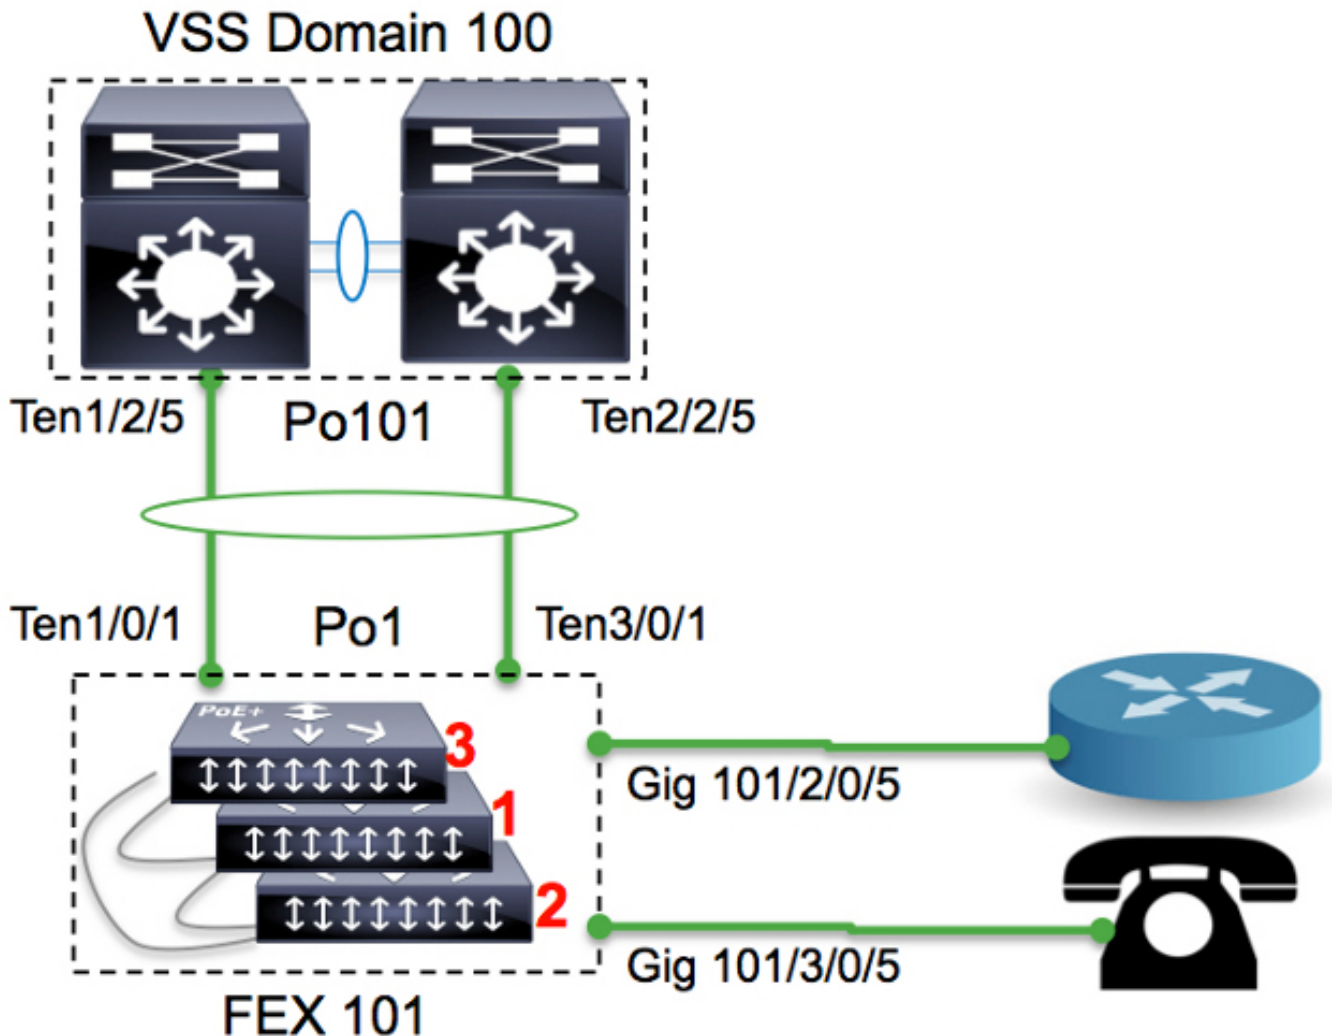 VSS Domain 100
Ten1/2/5
Po101
Ten2/2/5
Ten1/0/1
Po1
Ten3/0/1
PoE+
3
1
2
Gig 101/2/0/5
Gig 101/3/0/5
FEX 101